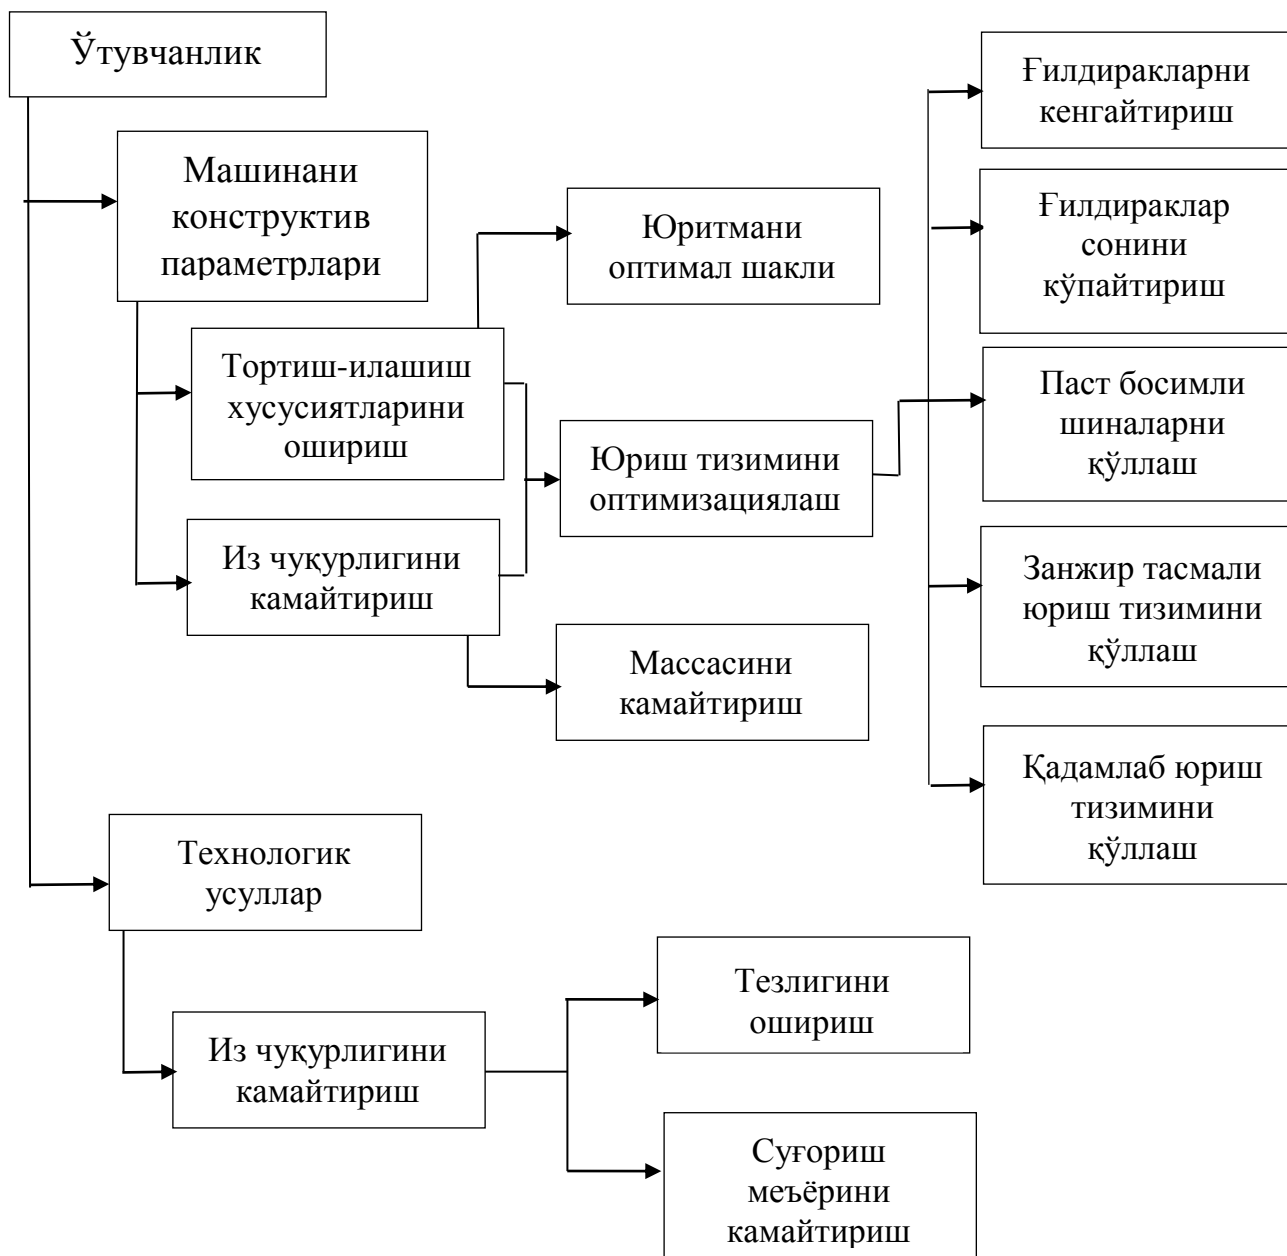 Ўтувчанлик
Машинани
конструктив
параметрлари
Тортиш-илашиш
хусусиятларини
ошириш
Из чуқурлигини
камайтириш
Юритмани
оптимал шакли
Юриш тизимини
оптимизациялаш
Массасини
камайтириш
Ғилдиракларни
кенгайтириш
Ғилдираклар
сонини
кўпайтириш
Паст босимли
шиналарни
қўллаш
Занжир тасмали
юриш тизимини
қўллаш
Қадамлаб юриш
тизимини
қўллаш
Технологик
усуллар
Из чуқурлигини
камайтириш
Тезлигини
ошириш
Суғориш
меъёрини
камайтириш